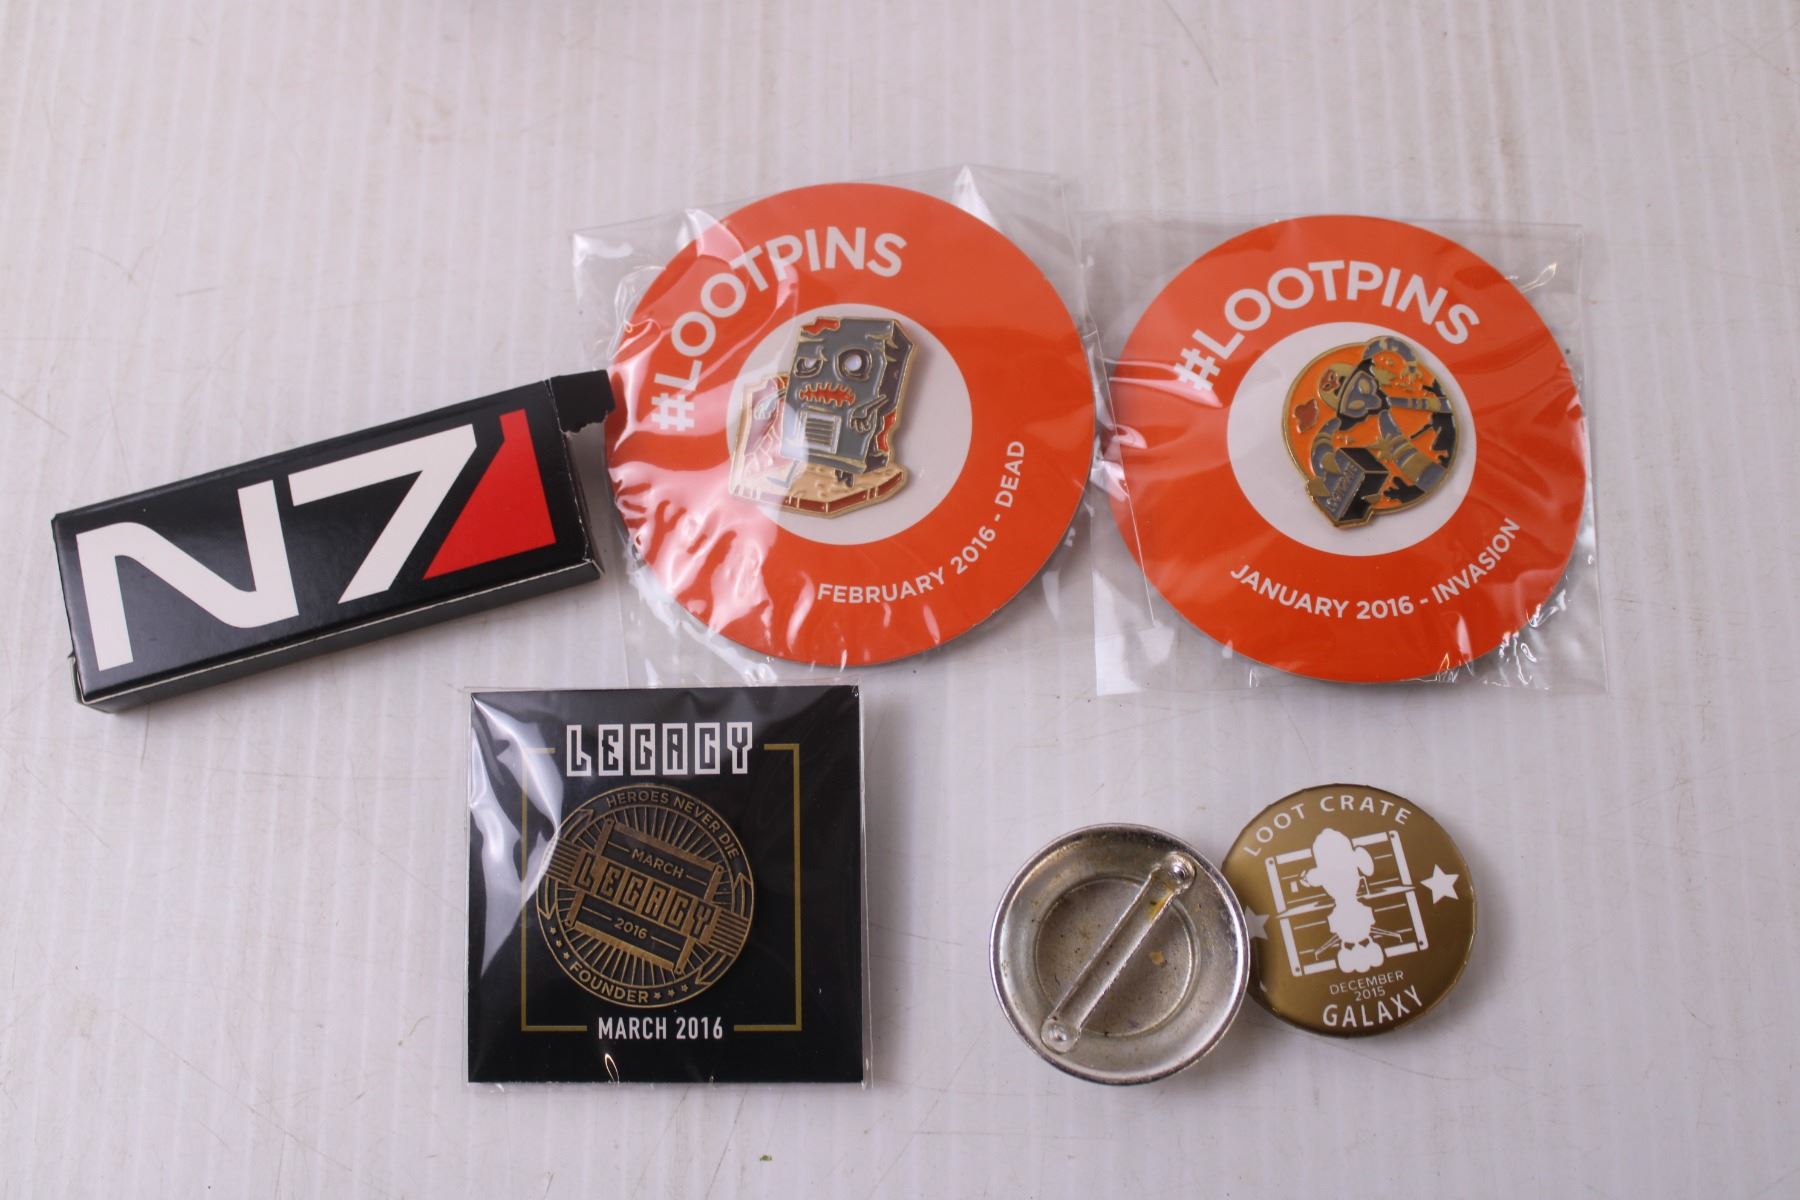 N7
#LOOTPINS
FEBRUARY 2016 - DEAD
#LOOTPINS
JANUARY 2016 - INVASION
LEGACY
HEROES NEVER DIE
MARCH
LEGACY
2016
FOUNDER
MARCH 2016
LOOT CRATE
DECEMBER
2015
GALAXY